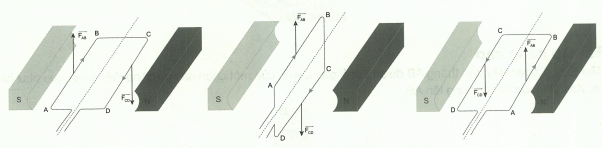 B C F_AB S A D F_CD N
B F_AB C S A N D F_CD
C B F_AB S D F_CD A N